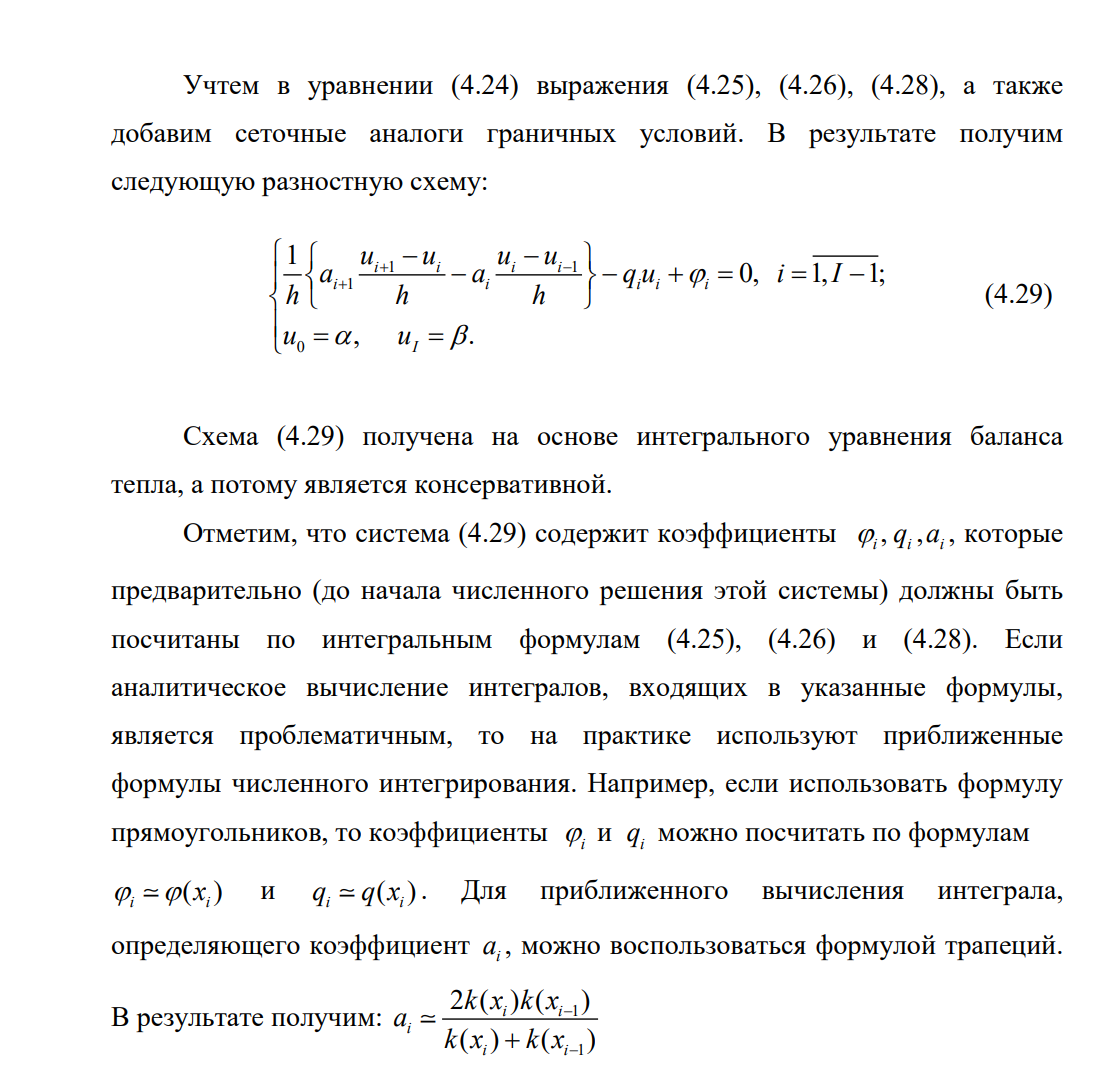 Учтем в уравнении (4.24) выражения (4.25), (4.26), (4.28), а также
добавим сеточные аналоги граничных условий. В результате получим
следующую разностную схему:
$$\begin{cases}\dfrac{1}{h}\left\{a_{i+1}\dfrac{u_{i+1}-u_i}{h}-a_i\dfrac{u_i-u_{i-1}}{h}\right\}-q_iu_i+\varphi_i=0,\ \ i=\overline{1,I-1};\\ u_0=\alpha,\quad u_I=\beta.\end{cases}$$ (4.29)
Схема (4.29) получена на основе интегрального уравнения баланса
тепла, а потому является консервативной.
Отметим, что система (4.29) содержит коэффициенты $\varphi_i, q_i, a_i$, которые
предварительно (до начала численного решения этой системы) должны быть
посчитаны по интегральным формулам (4.25), (4.26) и (4.28). Если
аналитическое вычисление интегралов, входящих в указанные формулы,
является проблематичным, то на практике используют приближенные
формулы численного интегрирования. Например, если использовать формулу
прямоугольников, то коэффициенты $\varphi_i$ и $q_i$ можно посчитать по формулам
$\varphi_i \simeq \varphi(x_i)$ и $q_i \simeq q(x_i)$. Для приближенного вычисления интеграла,
определяющего коэффициент $a_i$, можно воспользоваться формулой трапеций.
В результате получим: $a_i \simeq \dfrac{2k(x_i)k(x_{i-1})}{k(x_i)+k(x_{i-1})}$